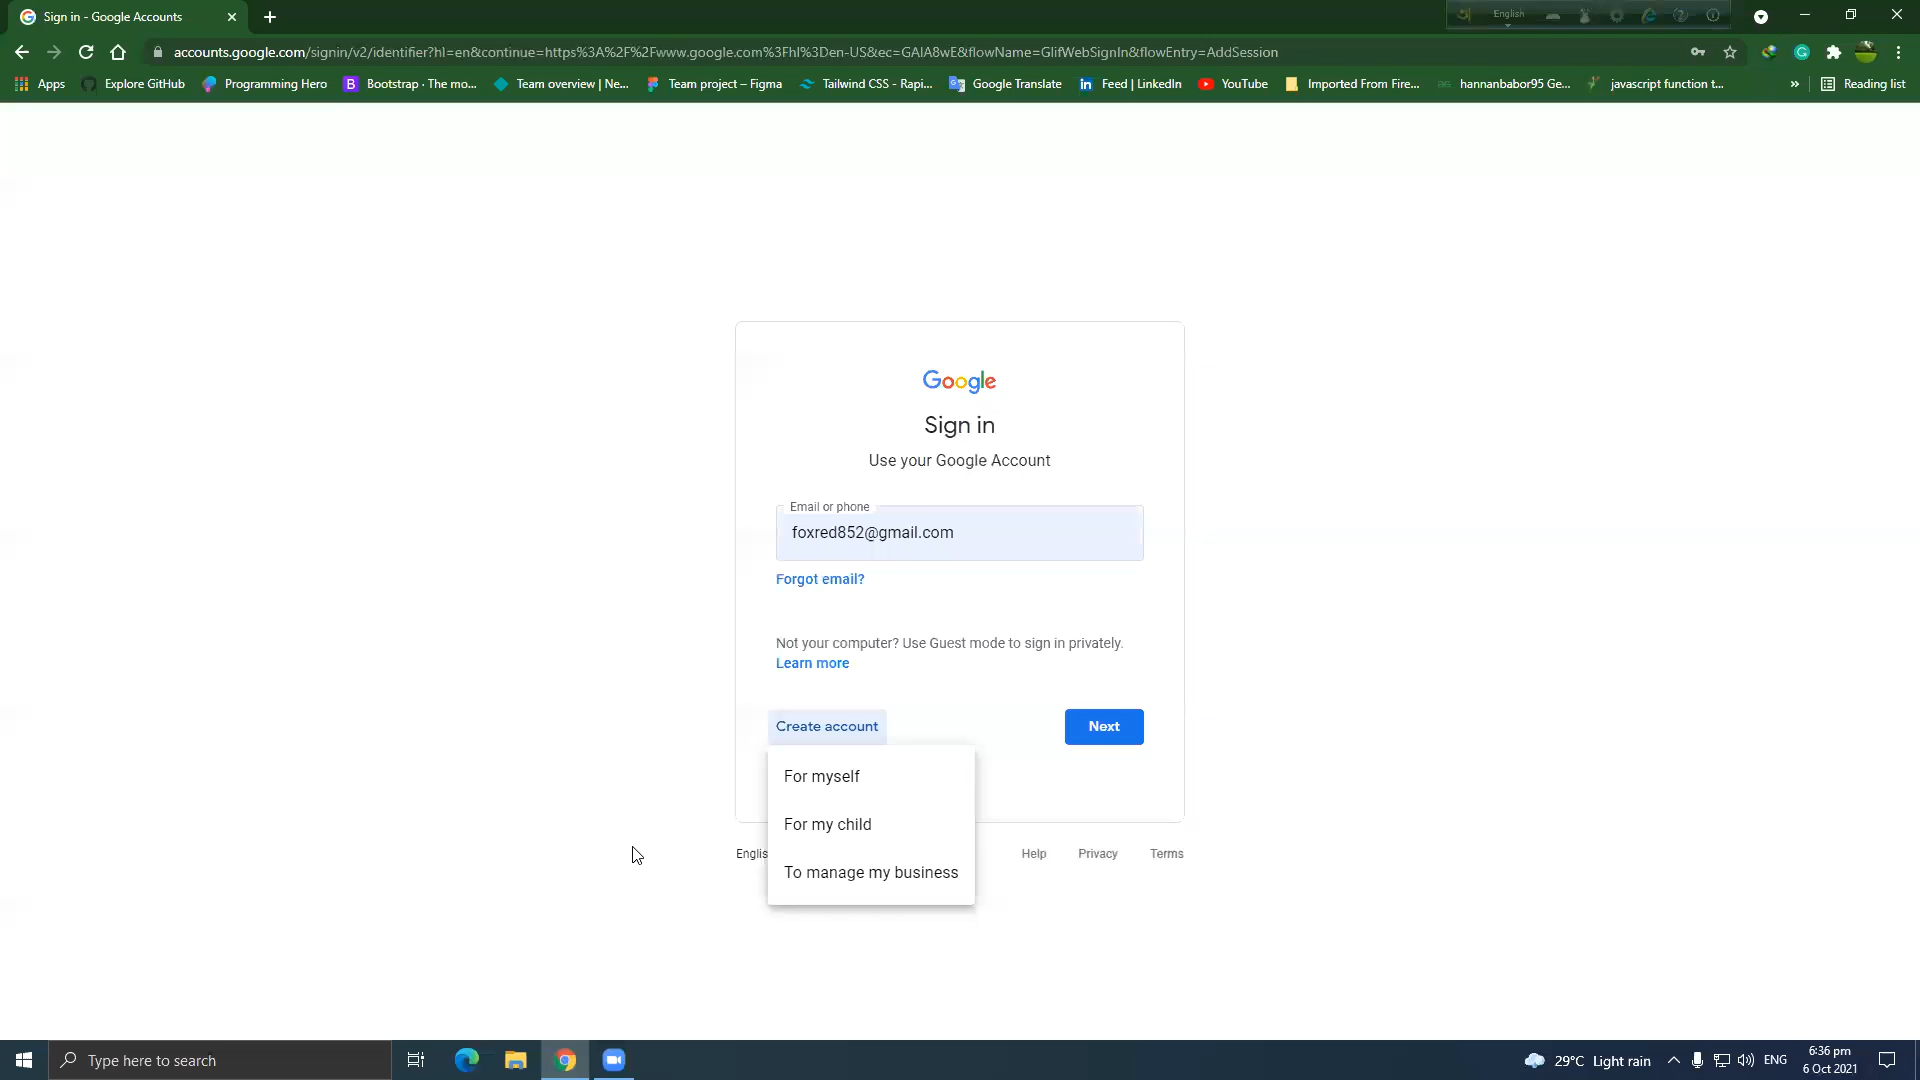 Sign in - Google Accounts
English
accounts.google.com/signin/v2/identifier?hl=en&continue=https%3A%2F%2Fwww.google.com%3Fhl%3Den-US&ec=GAlA8wE&flowName=GlifWebSignIn&flowEntry=AddSession
Apps Explore GitHub Programming Hero Bootstrap · The mo... Team overview | Ne... Team project – Figma Tailwind CSS - Rapi... Google Translate Feed | LinkedIn YouTube Imported From Fire... hannanbabor95 Ge... javascript function t... » Reading list
Google
Sign in
Use your Google Account
Email or phone
foxred852@gmail.com
Forgot email?
Not your computer? Use Guest mode to sign in privately.
Learn more
Create account Next
For myself
For my child
To manage my business
Englis Help Privacy Terms
Type here to search
29°C Light rain ENG
6:36 pm
6 Oct 2021